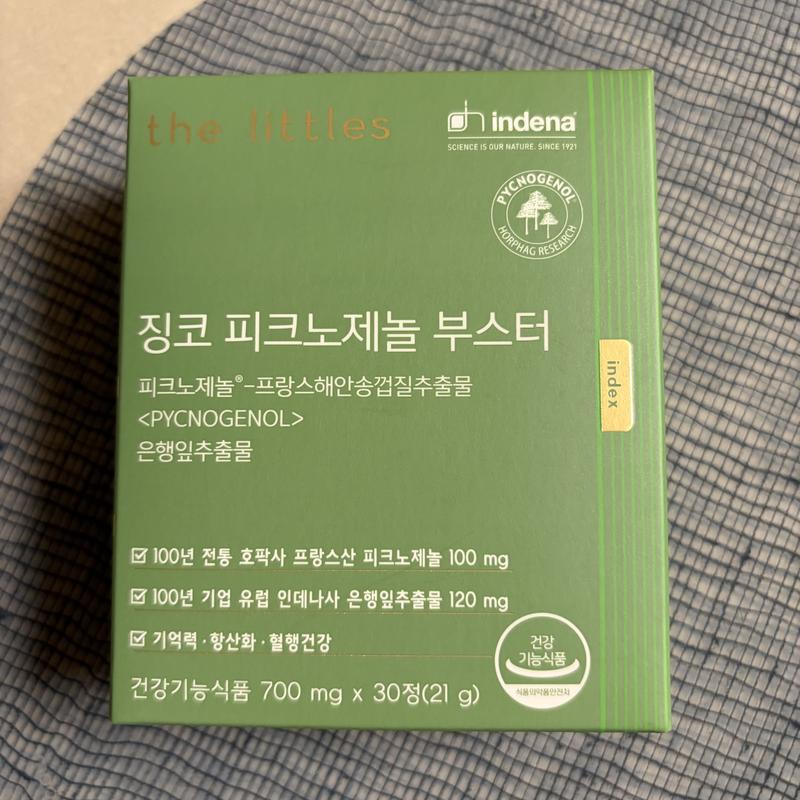 the littles
indena
SCIENCE IS OUR NATURE. SINCE 1921
PYCNOGENOL®
HORPHAG RESEARCH
징코 피크노제놀 부스터
피크노제놀®-프랑스해안송껍질추출물
<PYCNOGENOL>
은행잎추출물
index
100년 전통 호팍사 프랑스산 피크노제놀 100 mg
100년 기업 유럽 인데나사 은행잎추출물 120 mg
기억력·항산화·혈행건강
건강
기능식품
식품의약품안전처
건강기능식품 700 mg x 30정(21 g)